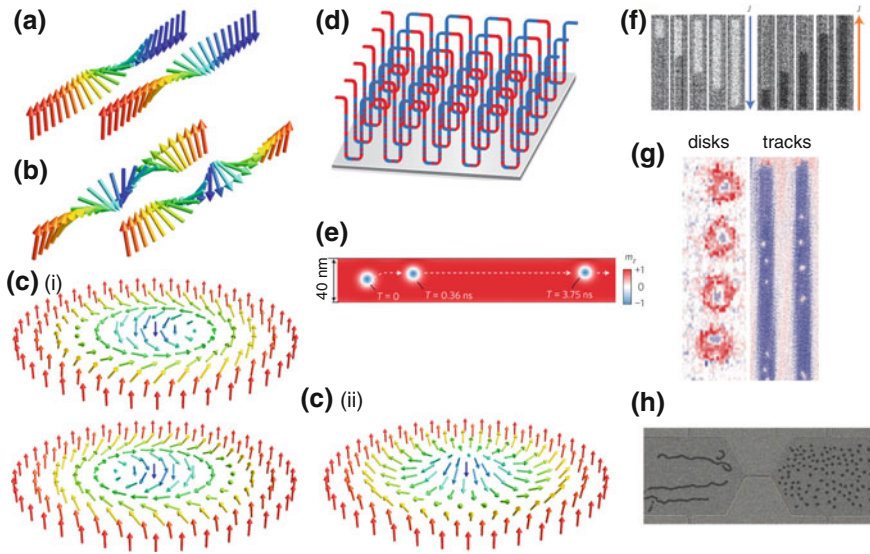 (a)
(b)
(c) (i)
(c) (ii)
(d)
(e)
40 nm
T = 0
T = 0.36 ns
T = 3.75 ns
m_z
+1
0
−1
(f)
J
J
(g)
disks
tracks
(h)